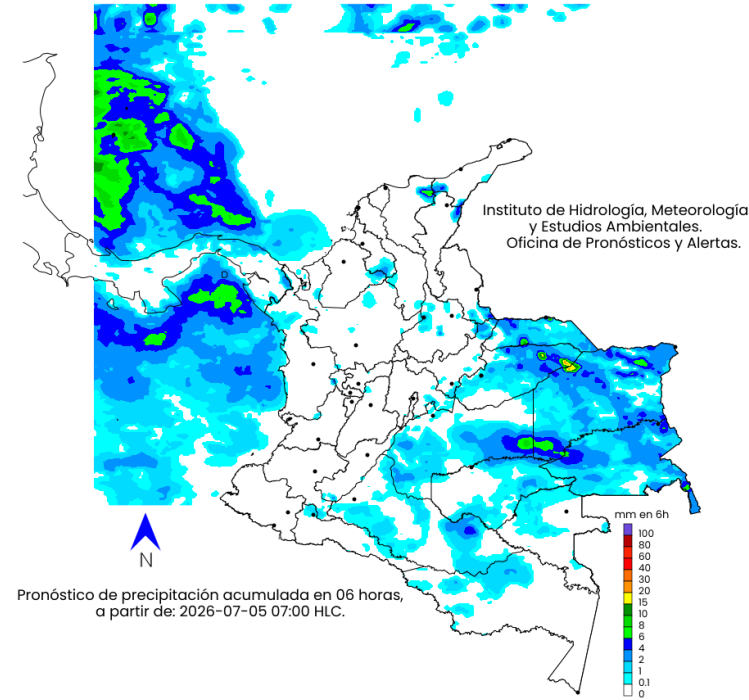 Instituto de Hidrología, Meteorología
y Estudios Ambientales.
Oficina de Pronósticos y Alertas.
mm en 6h
100
80
60
40
30
20
15
10
8
6
4
2
1
0.1
0
N
Pronóstico de precipitación acumulada en 06 horas,
a partir de: 2026-07-05 07:00 HLC.